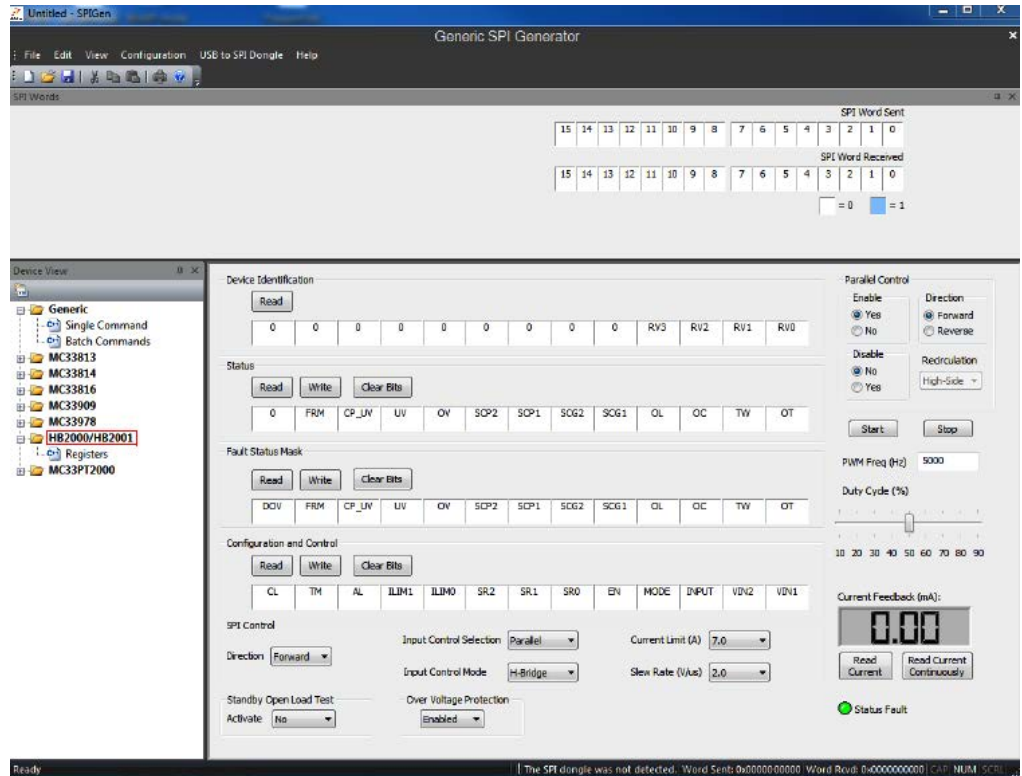 Untitled - SPIGen
Generic SPI Generator
File Edit View Configuration USB to SPI Dongle Help
SPI Words
SPI Word Sent
15 14 13 12 11 10 9 8 7 6 5 4 3 2 1 0
SPI Word Received
15 14 13 12 11 10 9 8 7 6 5 4 3 2 1 0
= 0 = 1
Device View
Generic
Single Command
Batch Commands
MC33813
MC33814
MC33816
MC33909
MC33978
HB2000/HB2001
Registers
MC33PT2000
Device Identification
Read
0 0 0 0 0 0 0 0 0 RV3 RV2 RV1 RV0
Status
Read Write Clear Bits
0 FRM CP_UV UV OV SCP2 SCP1 SCG2 SCG1 OL OC TW OT
Fault Status Mask
Read Write Clear Bits
DOV FRM CP_UV UV OV SCP2 SCP1 SCG2 SCG1 OL OC TW OT
Configuration and Control
Read Write Clear Bits
CL TM AL ILIM1 ILIM0 SR2 SR1 SR0 EN MODE INPUT VIN2 VIN1
SPI Control
Direction Forward
Input Control Selection Parallel
Current Limit (A) 7.0
Input Control Mode H-Bridge
Slew Rate (V/us) 2.0
Standby Open Load Test
Activate No
Over Voltage Protection
Enabled
Parallel Control
Enable
Yes
No
Direction
Forward
Reverse
Disable
No
Yes
Recirculation
High-Side
Start Stop
PWM Freq (Hz) 5000
Duty Cycle (%)
10 20 30 40 50 60 70 80 90
Current Feedback (mA):
0.00
Read Current
Read Current Continuously
Status Fault
Ready
The SPI dongle was not detected. Word Sent: 0x0000000000 Word Rcvd: 0x0000000000 CAP NUM SCRL